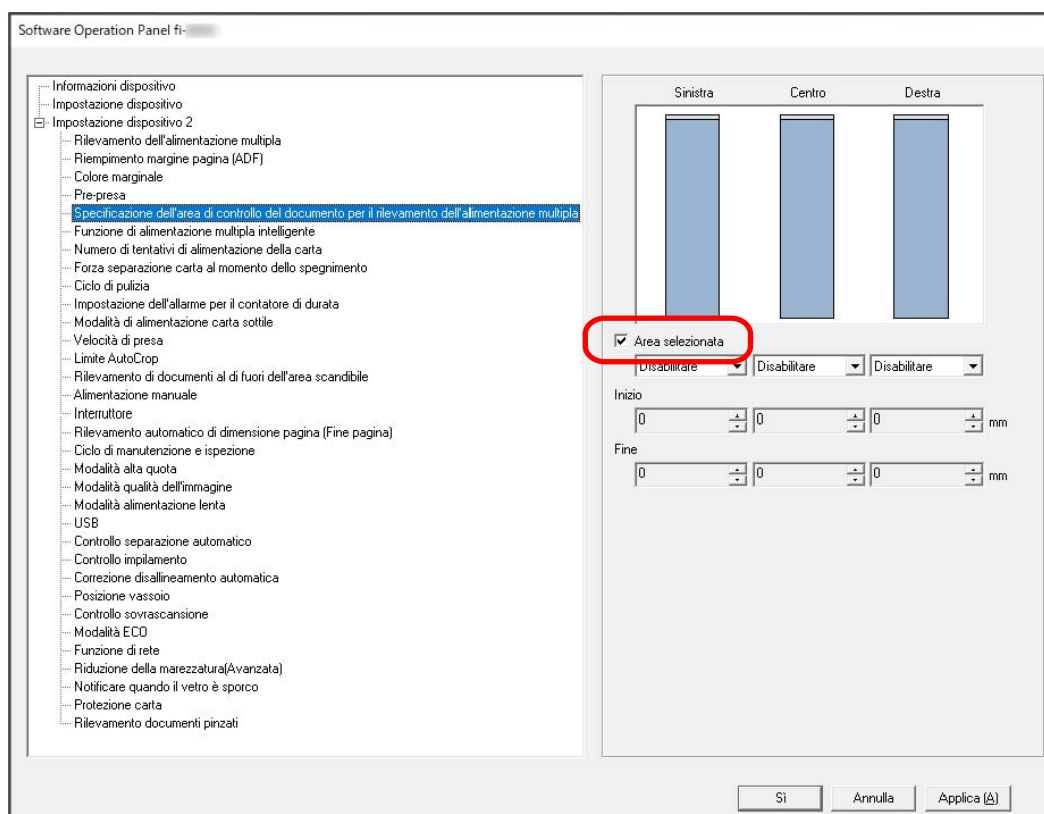 Software Operation Panel fi-
Informazioni dispositivo
Impostazione dispositivo
Impostazione dispositivo 2
Rilevamento dell'alimentazione multipla
Riempimento margine pagina (ADF)
Colore marginale
Pre-presa
Specificazione dell'area di controllo del documento per il rilevamento dell'alimentazione multipla
Funzione di alimentazione multipla intelligente
Numero di tentativi di alimentazione della carta
Forza separazione carta al momento dello spegnimento
Ciclo di pulizia
Impostazione dell'allarme per il contatore di durata
Modalità di alimentazione carta sottile
Velocità di presa
Limite AutoCrop
Rilevamento di documenti al di fuori dell'area scandibile
Alimentazione manuale
Interruttore
Rilevamento automatico di dimensione pagina (Fine pagina)
Ciclo di manutenzione e ispezione
Modalità alta quota
Modalità qualità dell'immagine
Modalità alimentazione lenta
USB
Controllo separazione automatico
Controllo impilamento
Correzione disallineamento automatica
Posizione vassoio
Controllo sovrascansione
Modalità ECO
Funzione di rete
Riduzione della marezzatura(Avanzata)
Notificare quando il vetro è sporco
Protezione carta
Rilevamento documenti pinzati
Sinistra Centro Destra
Area selezionata
Disabilitare Disabilitare Disabilitare
Inizio
0 0 0 mm
Fine
0 0 0 mm
Sì Annulla Applica (A)